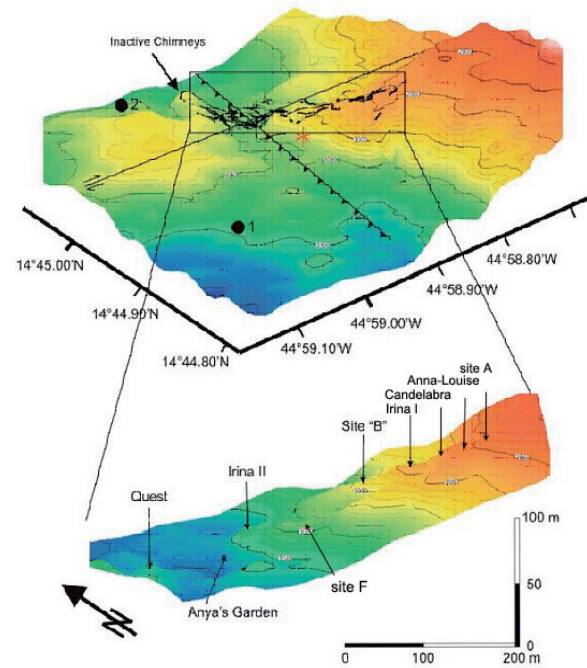 Inactive Chimneys
2
1
14°45.00'N
14°44.90'N
14°44.80'N
44°59.10'W
44°59.00'W
44°58.90'W
44°58.80'W
site A
Anna-Louise
Candelabra
Irina I
Site "B"
Irina II
Quest
site F
Anya's Garden
N
100 m
50
0
0
100
200 m